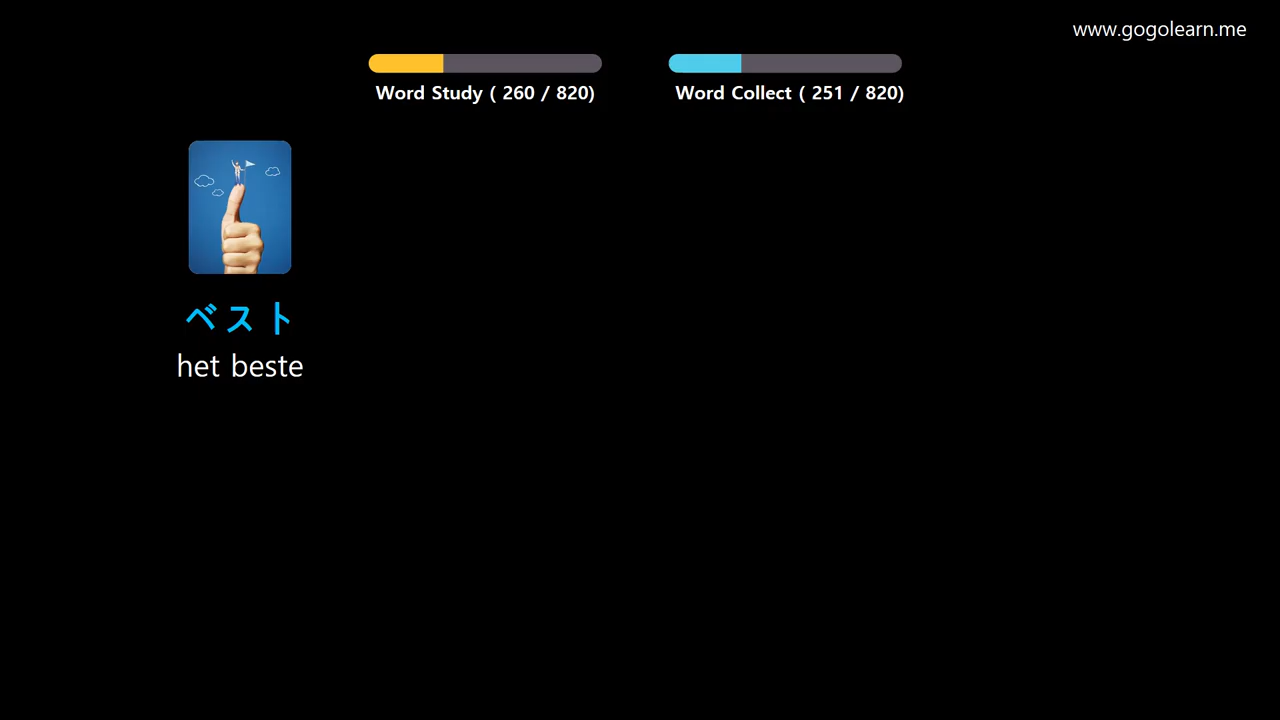 www.gogolearn.me
Word Study ( 260 / 820)
Word Collect ( 251 / 820)
ベスト
het beste